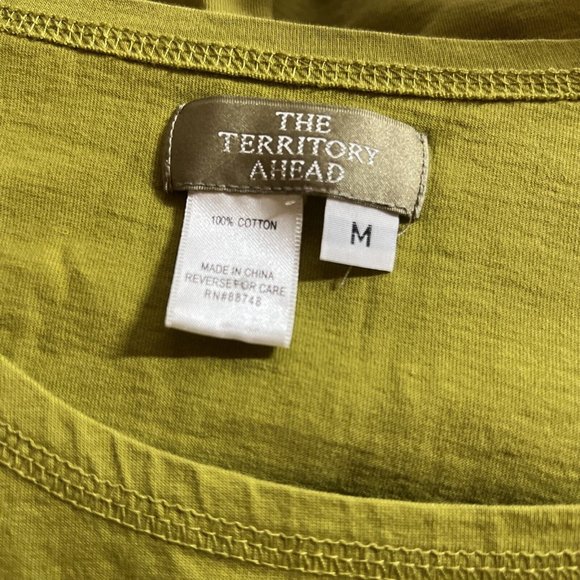 THE
TERRITORY
AHEAD
100% COTTON
M
MADE IN CHINA
REVERSE FOR CARE
RN#88748